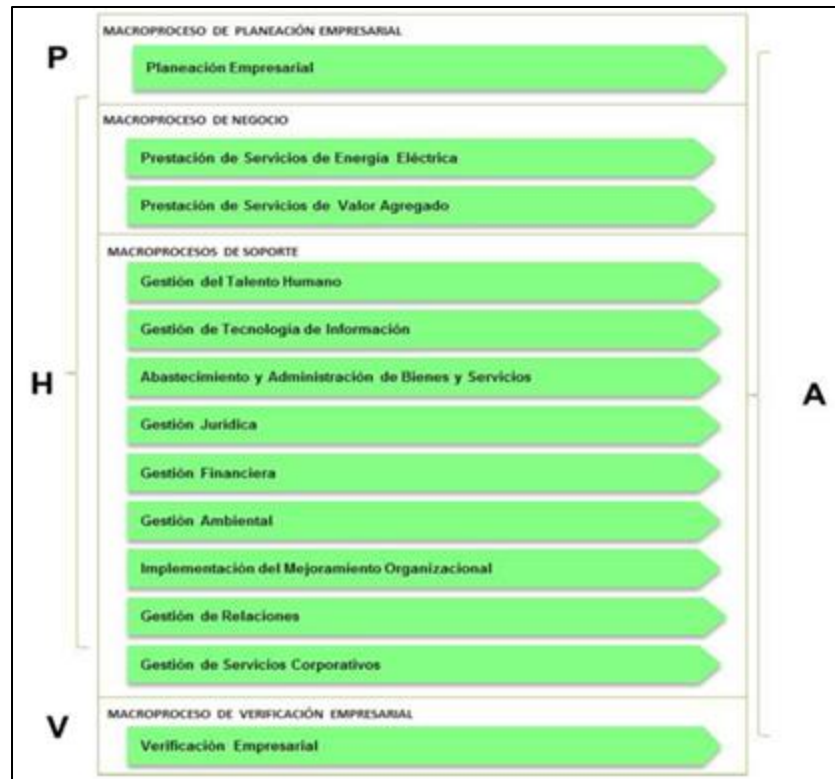 MACROPROCESO DE PLANEACIÓN EMPRESARIAL
P
Planeación Empresarial
MACROPROCESO DE NEGOCIO
Prestación de Servicios de Energía Eléctrica
Prestación de Servicios de Valor Agregado
MACROPROCESOS DE SOPORTE
Gestión del Talento Humano
Gestión de Tecnología de Información
H
Abastecimiento y Administración de Bienes y Servicios
A
Gestión Jurídica
Gestión Financiera
Gestión Ambiental
Implementación del Mejoramiento Organizacional
Gestión de Relaciones
Gestión de Servicios Corporativos
MACROPROCESO DE VERIFICACIÓN EMPRESARIAL
V
Verificación Empresarial